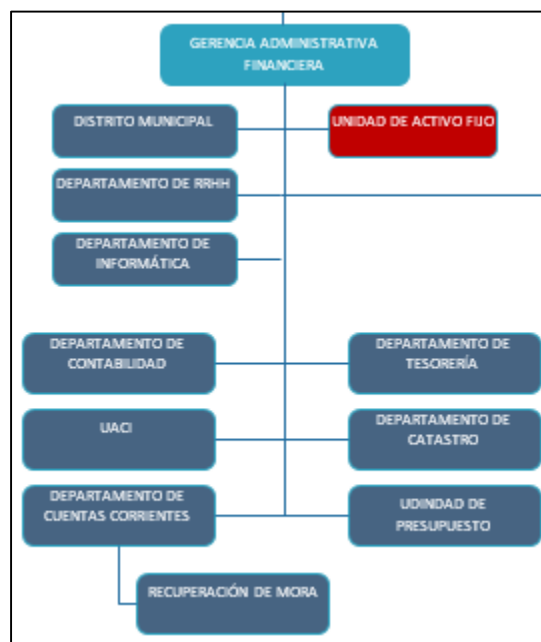 GERENCIA ADMINISTRATIVA
FINANCIERA
DISTRITO MUNICIPAL
UNIDAD DE ACTIVO FIJO
DEPARTAMENTO DE RRHH
DEPARTAMENTO DE
INFORMÁTICA
DEPARTAMENTO DE
CONTABILIDAD
DEPARTAMENTO DE
TESORERÍA
UACI
DEPARTAMENTO DE
CATASTRO
DEPARTAMENTO DE
CUENTAS CORRIENTES
UDINDAD DE
PRESUPUESTO
RECUPERACIÓN DE MORA